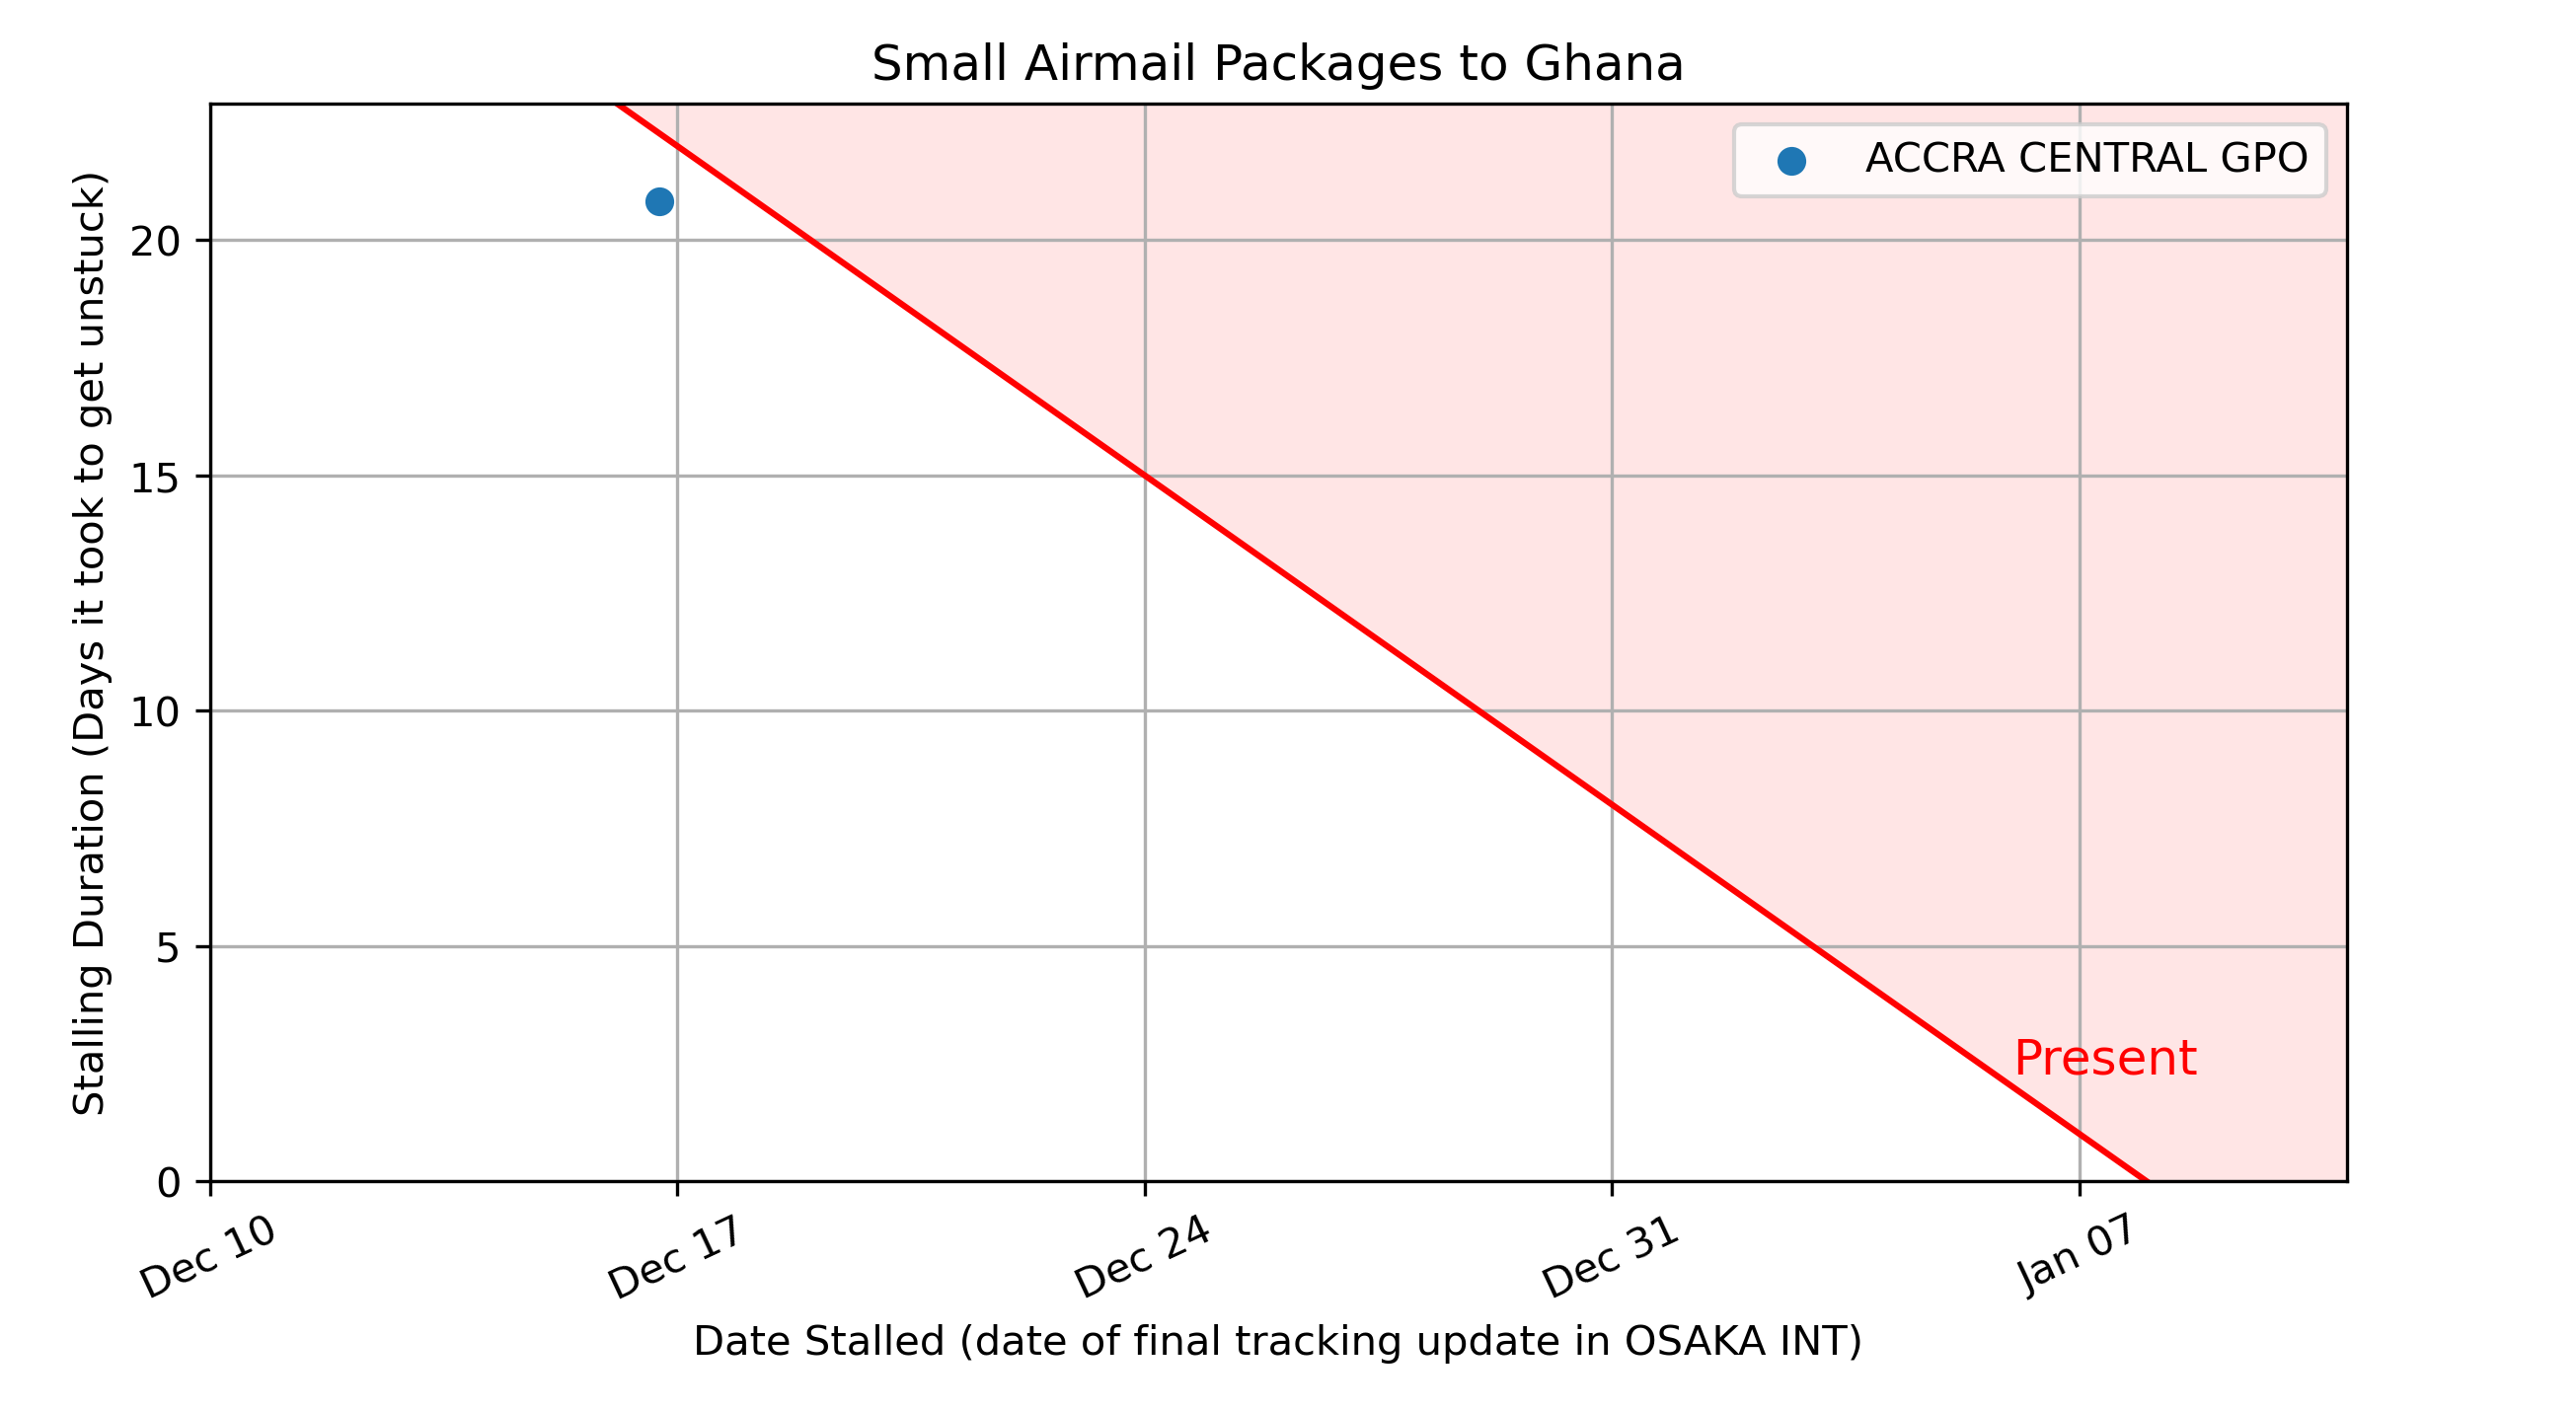 Small Airmail Packages to Ghana
ACCRA CENTRAL GPO
Stalling Duration (Days it took to get unstuck)
20
15
10
5
0
Present
Dec 10
Dec 17
Dec 24
Dec 31
Jan 07
Date Stalled (date of final tracking update in OSAKA INT)